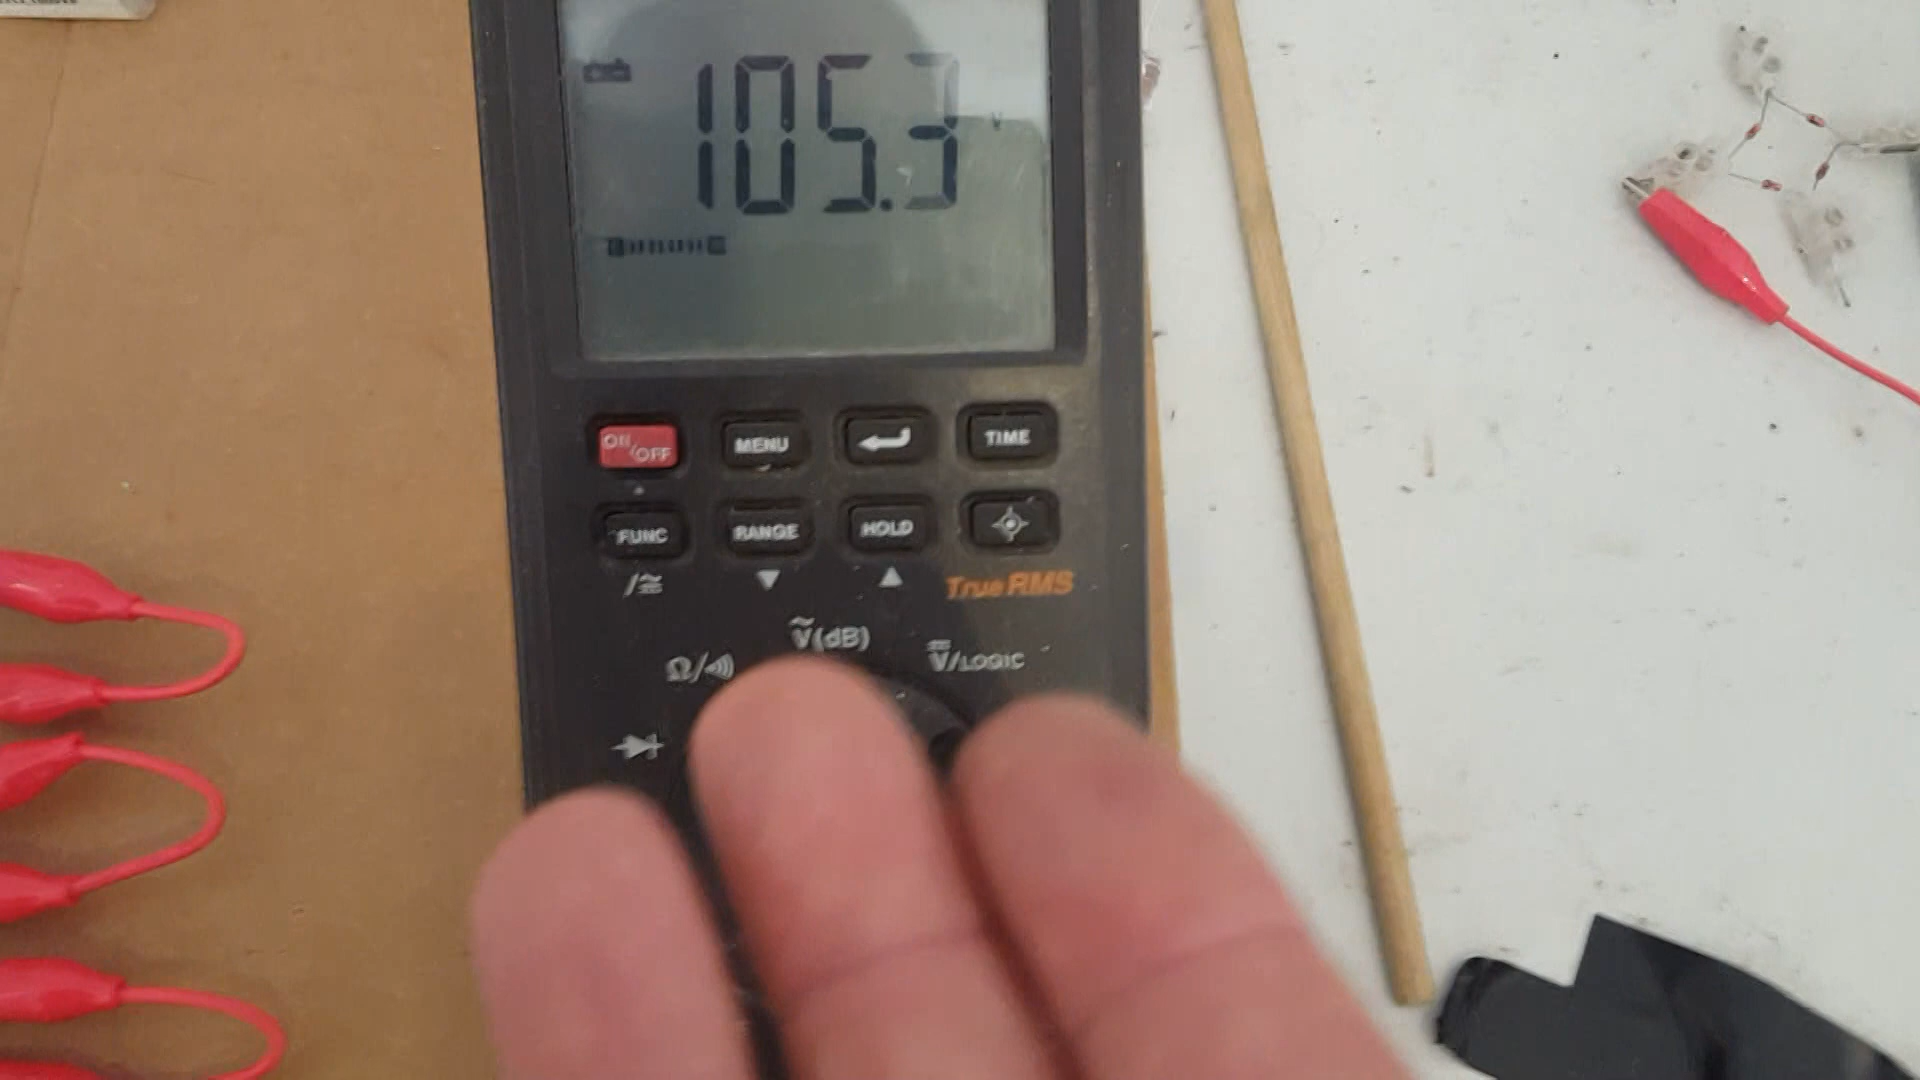 105.3 V
ON/OFF MENU TIME
FUNC RANGE HOLD
True RMS
V(dB)
Ω/ V/LOGIC